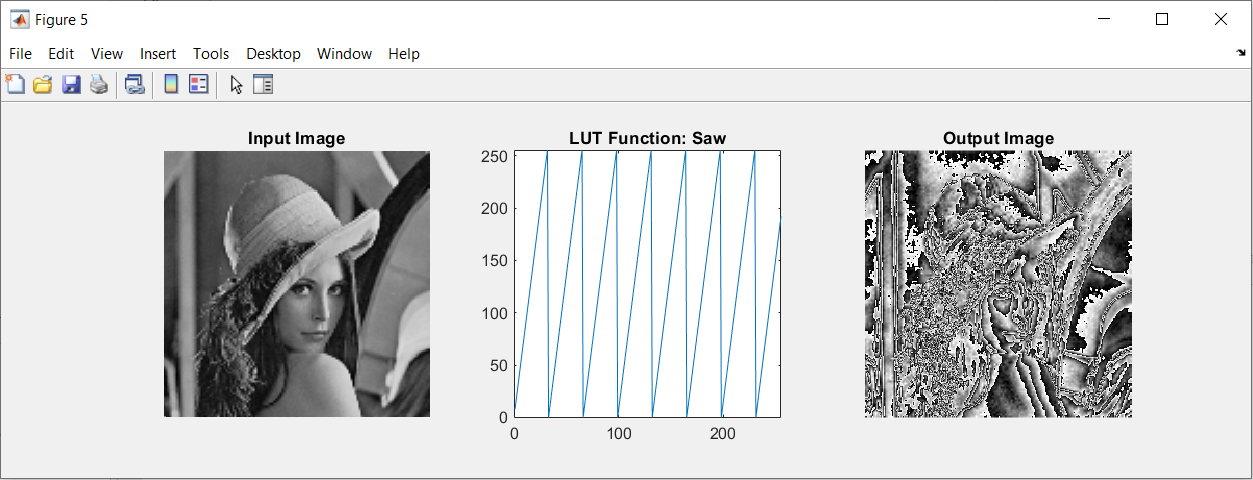 Figure 5
File Edit View Insert Tools Desktop Window Help
Input Image
LUT Function: Saw
Output Image
250
200
150
100
50
0
0 100 200